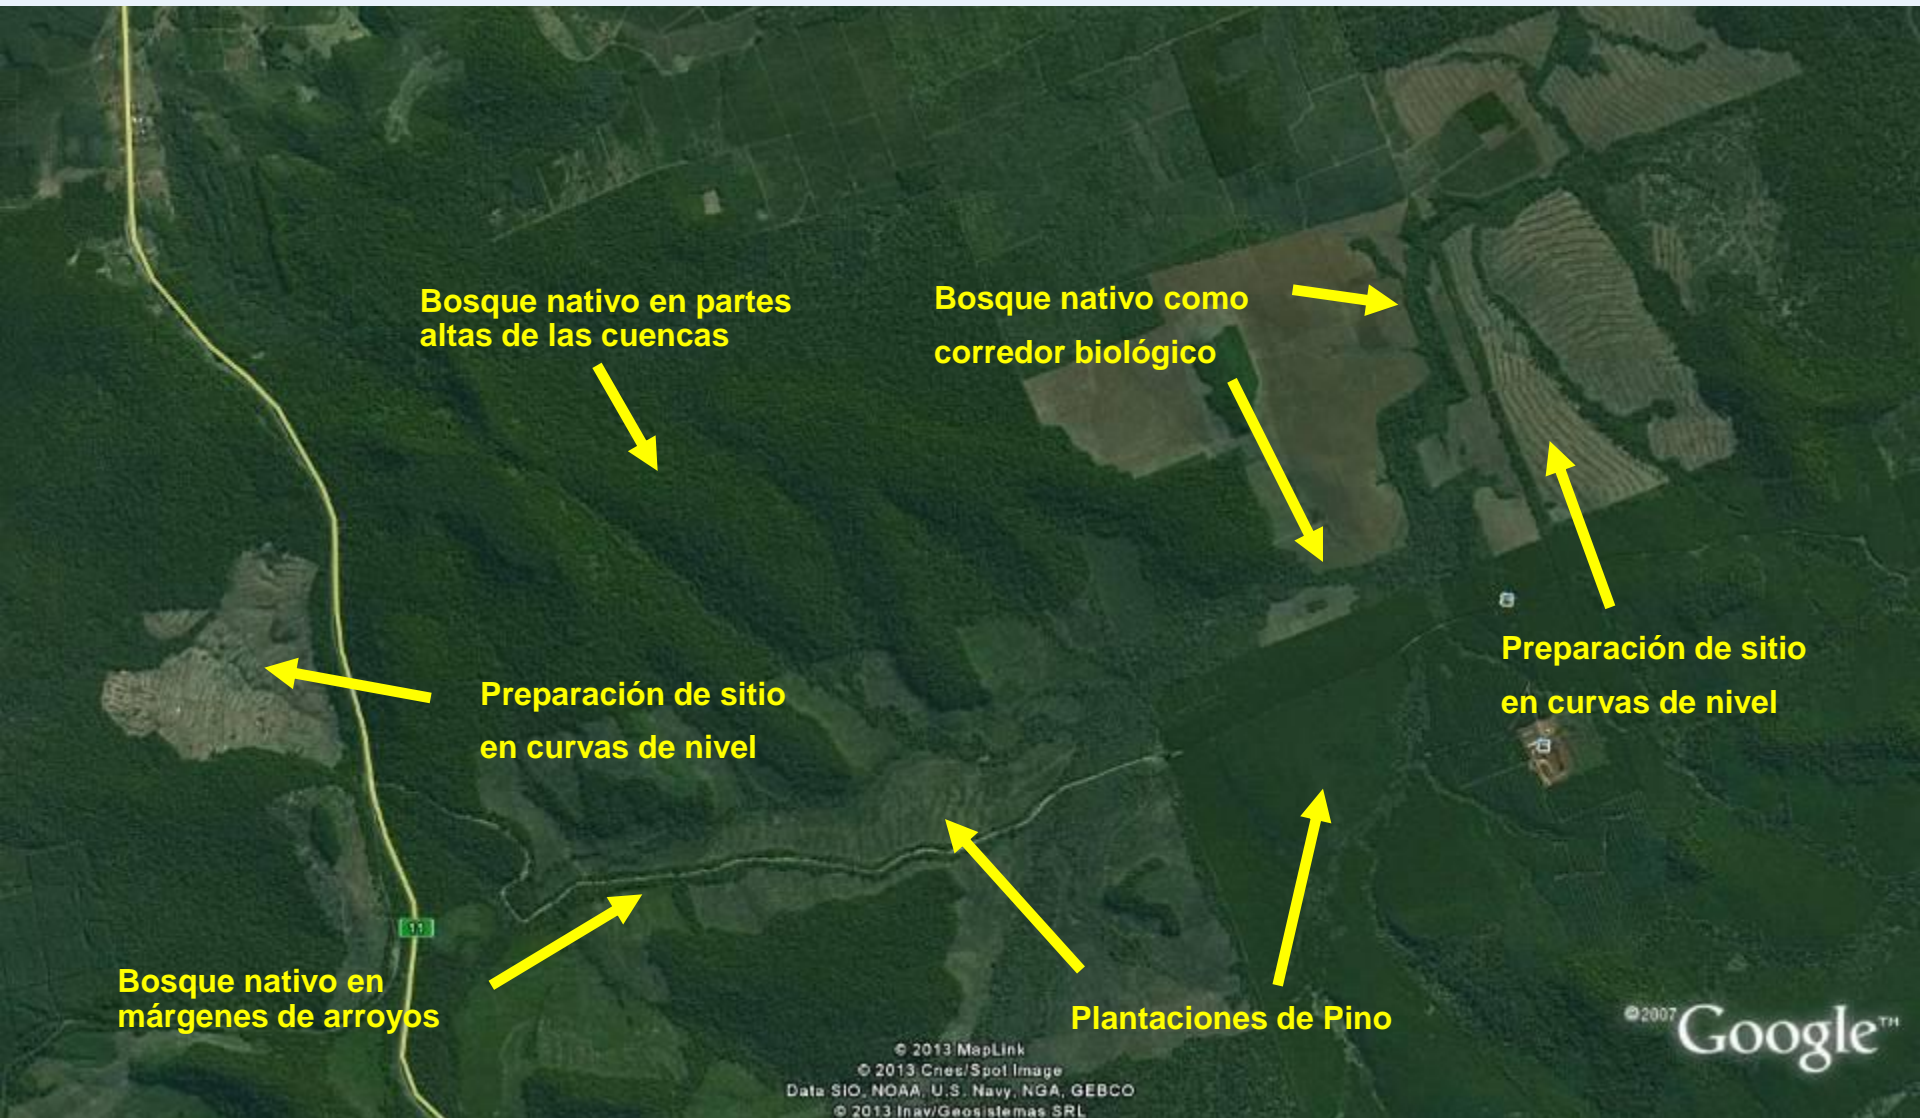 Bosque nativo en partes
altas de las cuencas
Bosque nativo como
corredor biológico
Preparación de sitio
en curvas de nivel
Preparación de sitio
en curvas de nivel
Bosque nativo en
márgenes de arroyos
Plantaciones de Pino
11
©2007 Google™
© 2013 MapLink
© 2013 Cnes/Spot Image
Data SIO, NOAA, U.S. Navy, NGA, GEBCO
© 2013 Inav/Geosistemas SRL